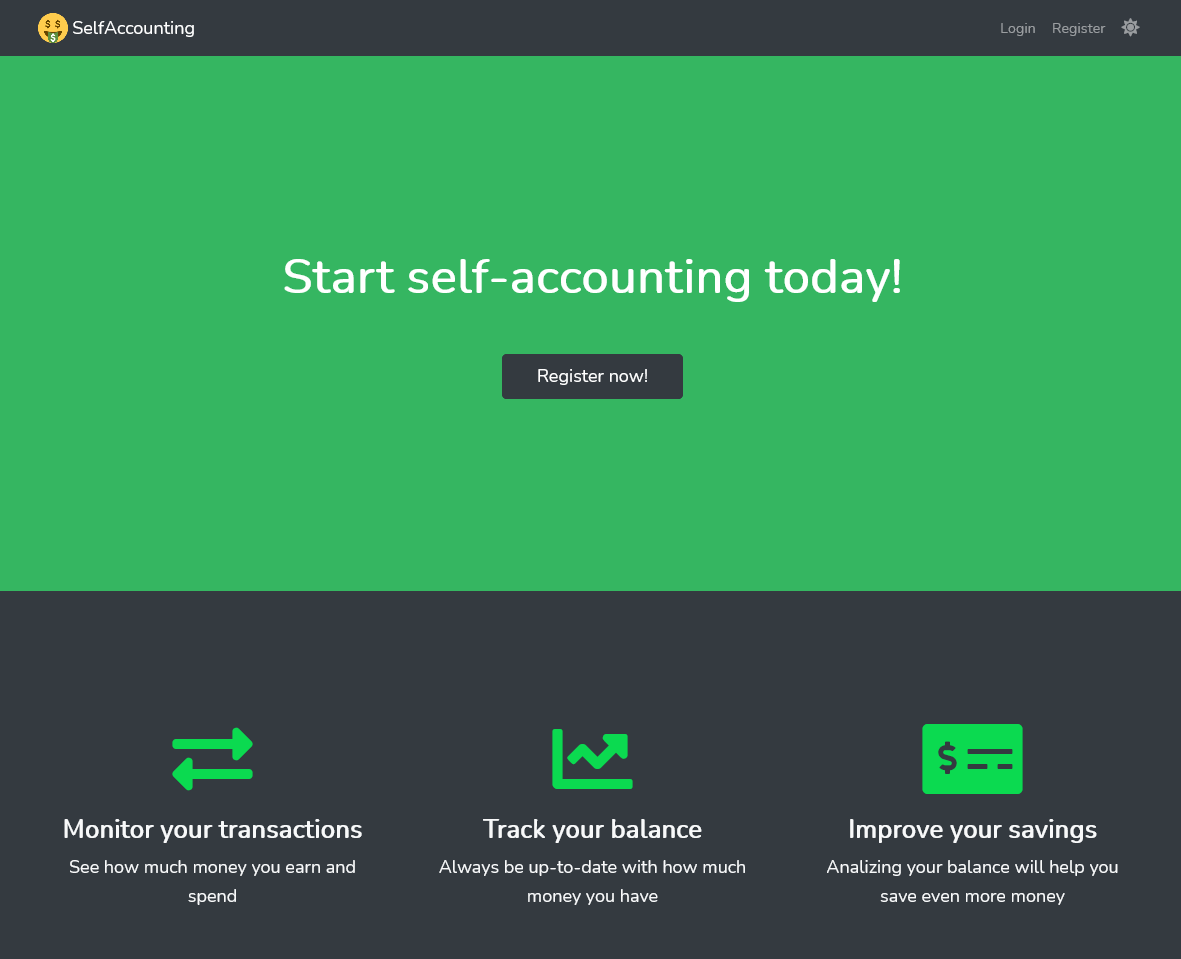 SelfAccounting
Login
Register
Start self-accounting today!
Register now!
Monitor your transactions
See how much money you earn and
spend
Track your balance
Always be up-to-date with how much
money you have
Improve your savings
Analizing your balance will help you
save even more money